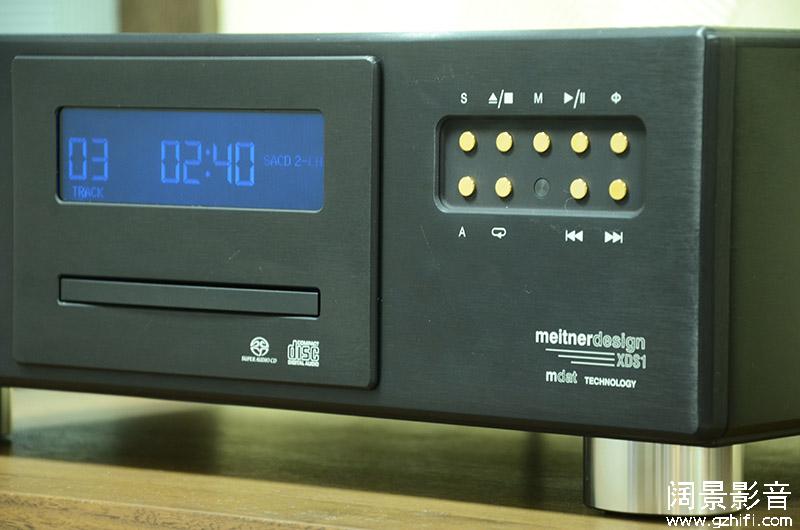 S ⏏/■ M ▶/⏸ Φ
03 02:40 SACD 2-CH
TRACK
A
SUPER AUDIO CD
COMPACT
disc
DIGITAL AUDIO
meitnerdesign
XDS1
mdat TECHNOLOGY
阔景影音
www.gzhifi.com